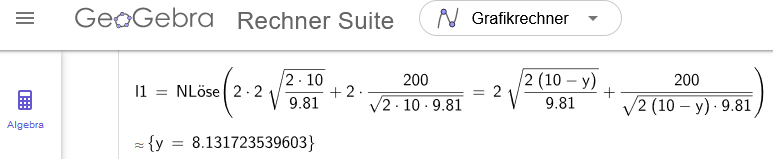 GeoGebra Rechner Suite Grafikrechner
l1 = NLöse(2 · 2 √(2 · 10 / 9.81) + 2 · 200 / √(2 · 10 · 9.81) = 2 √(2 (10 − y) / 9.81) + 200 / √(2 (10 − y) · 9.81))
Algebra
≈ {y = 8.131723539603}